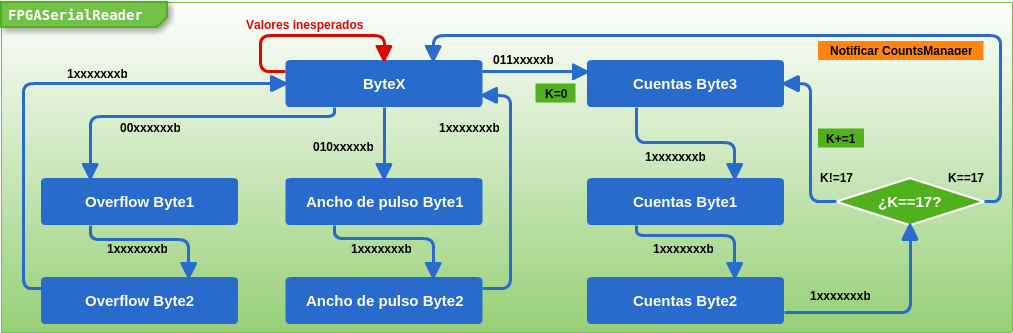 FPGASerialReader
Valores inesperados
Notificar CountsManager
1xxxxxxxb
011xxxxxb
ByteX
Cuentas Byte3
K=0
00xxxxxxb
1xxxxxxxb
K+=1
010xxxxxb
1xxxxxxxb
K!=17
K==17
Overflow Byte1
Ancho de pulso Byte1
Cuentas Byte1
¿K==17?
1xxxxxxxb
1xxxxxxxb
1xxxxxxxb
Overflow Byte2
Ancho de pulso Byte2
Cuentas Byte2
1xxxxxxxb